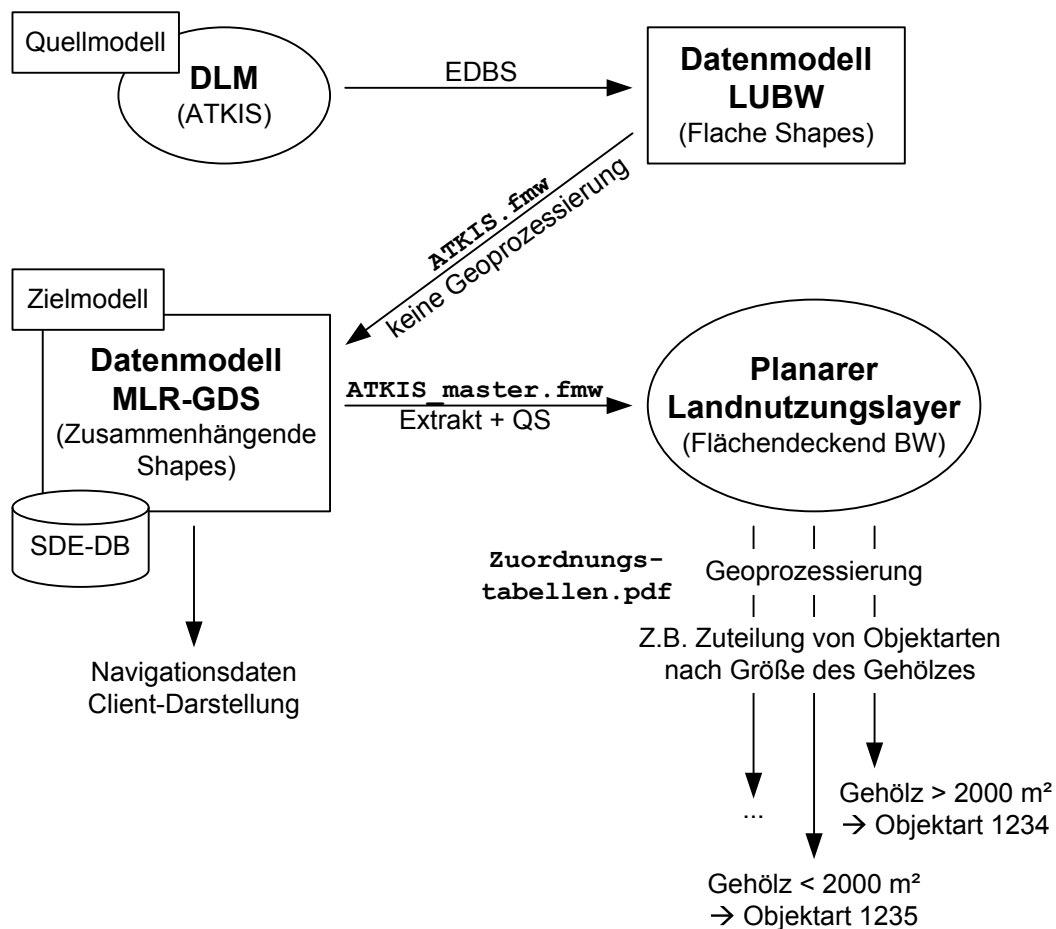 Quellmodell
DLM
(ATKIS)
EDBS
Datenmodell
LUBW
(Flache Shapes)
ATKIS.fmw
keine Geoprozessierung
Zielmodell
Datenmodell
MLR-GDS
(Zusammenhängende
Shapes)
SDE-DB
ATKIS_master.fmw
Extrakt + QS
Planarer
Landnutzungslayer
(Flächendeckend BW)
Navigationsdaten
Client-Darstellung
Zuordnungs-
tabellen.pdf
Geoprozessierung
Z.B. Zuteilung von Objektarten
nach Größe des Gehölzes
...
Gehölz > 2000 m²
→ Objektart 1234
Gehölz < 2000 m²
→ Objektart 1235